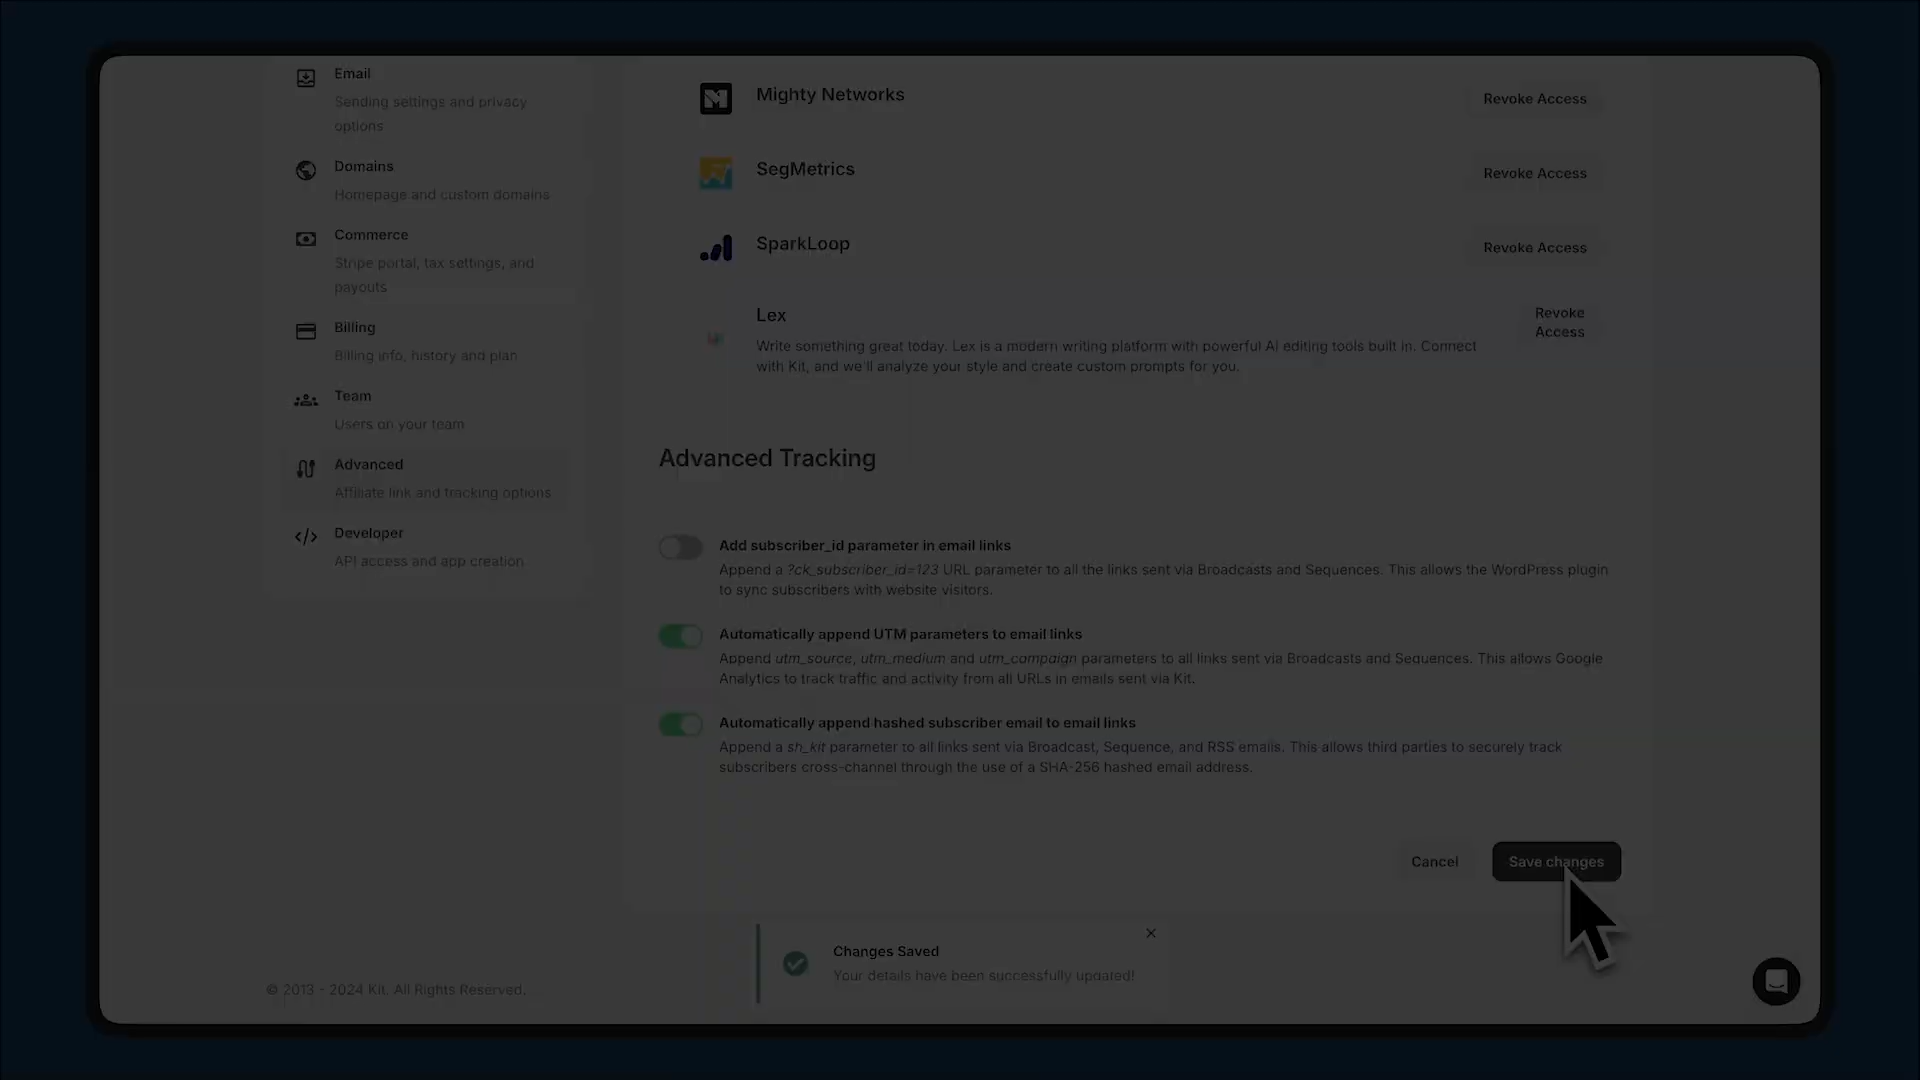 Email
Sending settings and privacy
options
Domains
Homepage and custom domains
Commerce
Stripe portal, tax settings, and
payouts
Billing
Billing info, history and plan
Team
Users on your team
Advanced
Affiliate link and tracking options
Developer
API access and app creation
Mighty Networks
Revoke Access
SegMetrics
Revoke Access
SparkLoop
Revoke Access
Lex
Write something great today. Lex is a modern writing platform with powerful AI editing tools built in. Connect
with Kit, and we'll analyze your style and create custom prompts for you.
Revoke
Access
Advanced Tracking
Add subscriber_id parameter in email links
Append a ?ck_subscriber_id=123 URL parameter to all the links sent via Broadcasts and Sequences. This allows the WordPress plugin
to sync subscribers with website visitors.
Automatically append UTM parameters to email links
Append utm_source, utm_medium and utm_campaign parameters to all links sent via Broadcasts and Sequences. This allows Google
Analytics to track traffic and activity from all URLs in emails sent via Kit.
Automatically append hashed subscriber email to email links
Append a sh_kit parameter to all links sent via Broadcast, Sequence, and RSS emails. This allows third parties to securely track
subscribers cross-channel through the use of a SHA-256 hashed email address.
Cancel
Save changes
Changes Saved
Your details have been successfully updated!
© 2013 - 2024 Kit. All Rights Reserved.